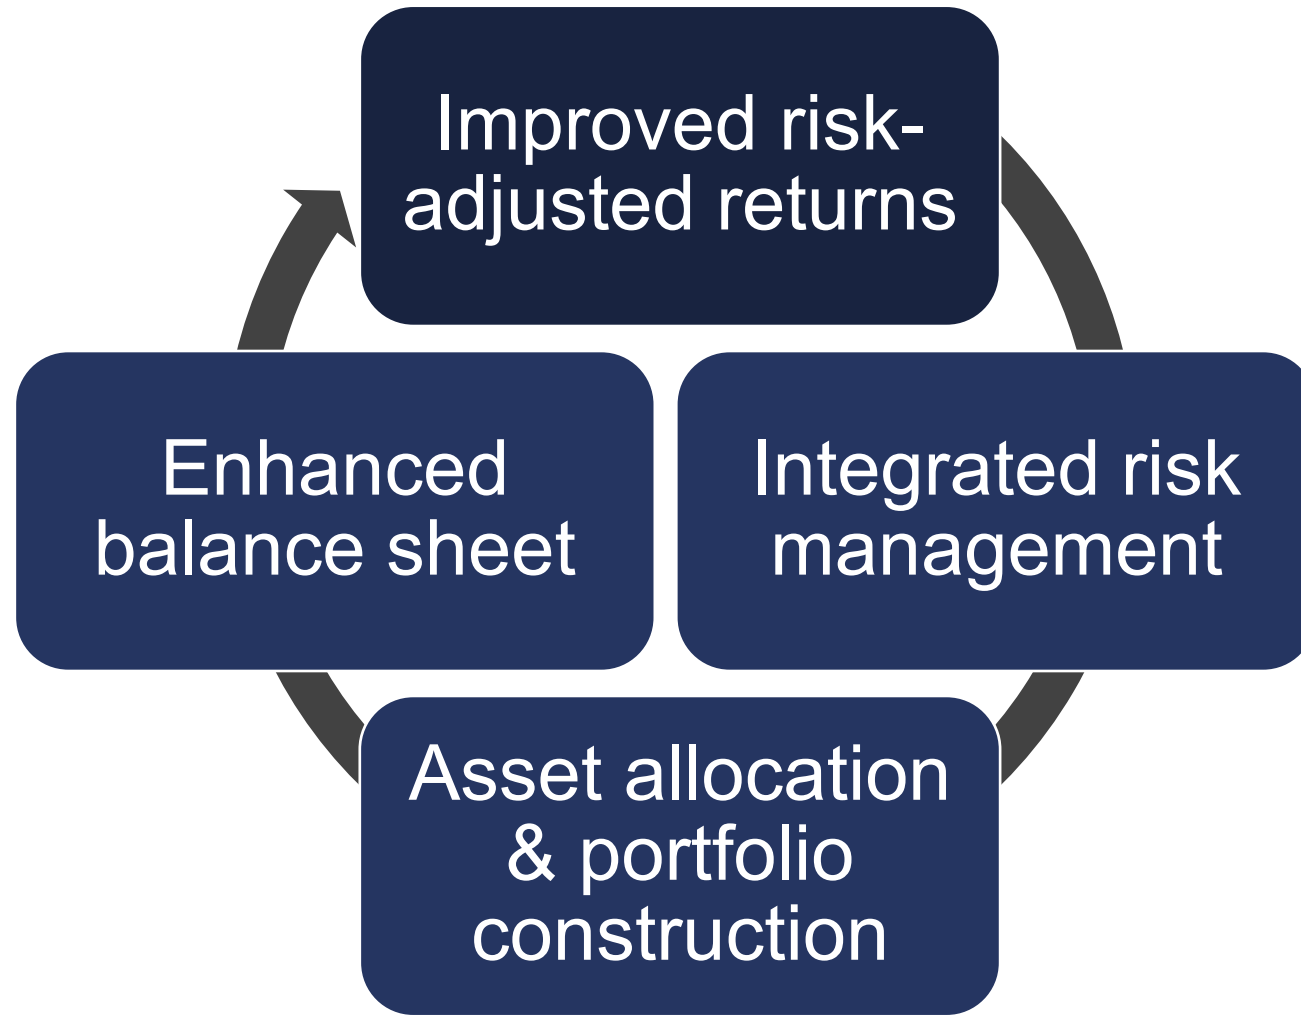 Improved risk-
adjusted returns
Enhanced
balance sheet
Integrated risk
management
Asset allocation
& portfolio
construction